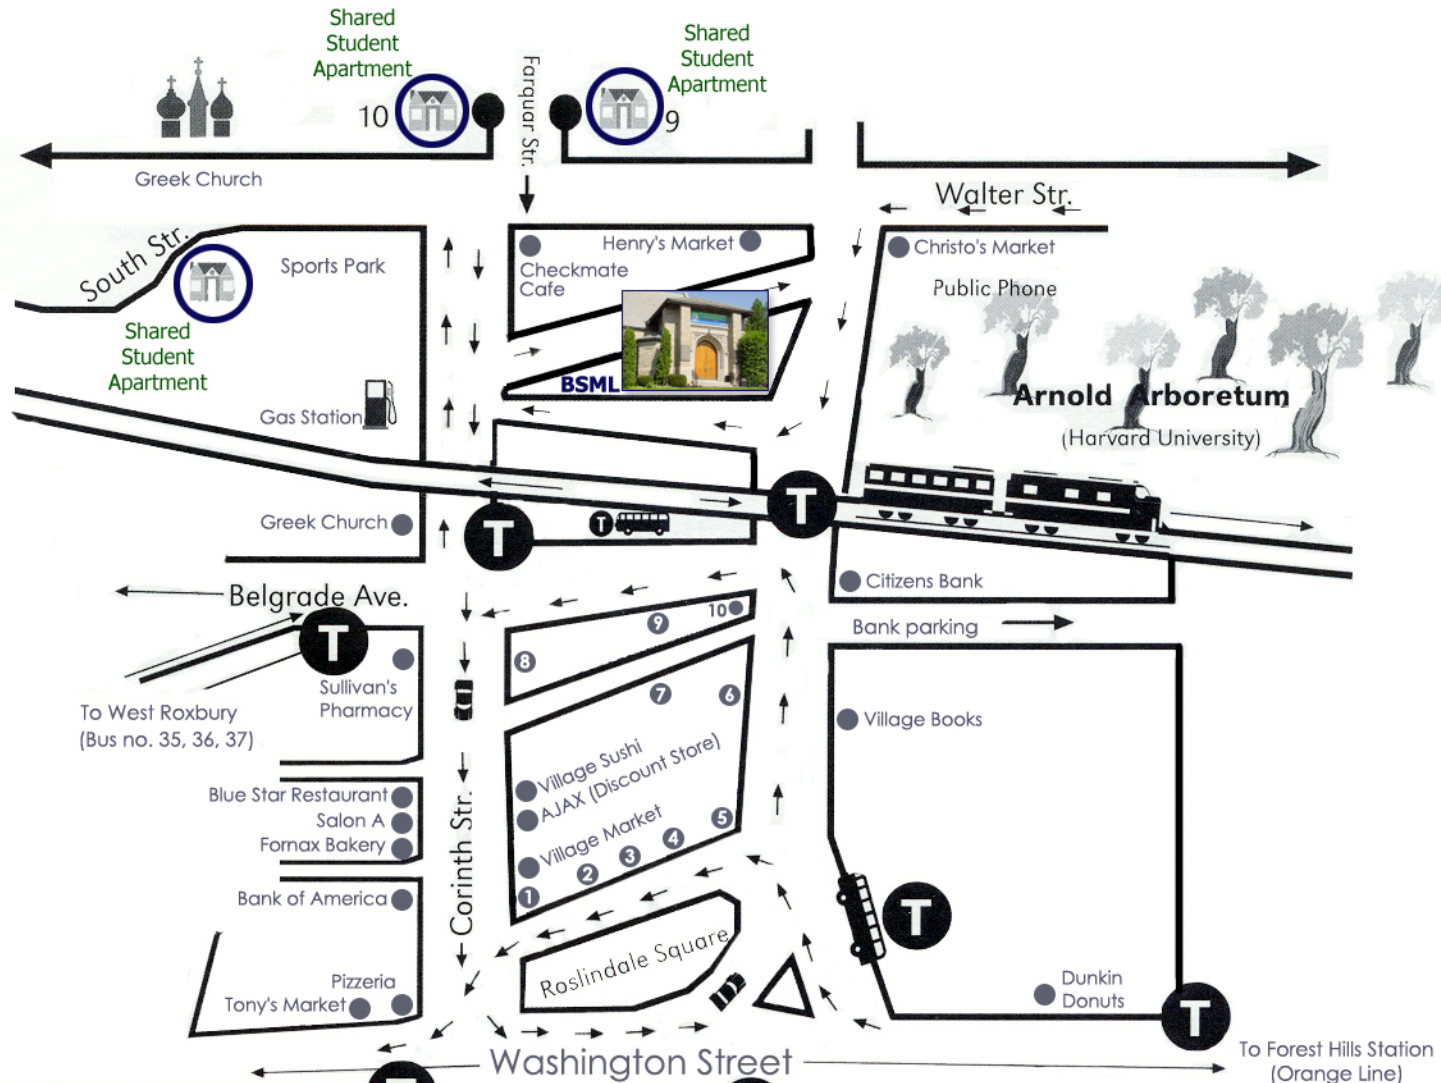 Shared
Student
Apartment
10
Farquar Str.
Shared
Student
Apartment
9
Greek Church
Walter Str.
South Str.
Sports Park
Shared
Student
Apartment
Checkmate
Cafe
Henry's Market
Christo's Market
Public Phone
BSML
Arnold Arboretum
(Harvard University)
Gas Station
T
T
T
Greek Church
Citizens Bank
Belgrade Ave.
T
Bank parking
Sullivan's
Pharmacy
To West Roxbury
(Bus no. 35, 36, 37)
8
9
10
7
6
Village Books
Village Sushi
AJAX (Discount Store)
Village Market
1
2
3
4
5
Blue Star Restaurant
Salon A
Fornax Bakery
Corinth Str.
Bank of America
T
Roslindale Square
Pizzeria
Tony's Market
Dunkin
Donuts
T
Washington Street
To Forest Hills Station
(Orange Line)
T